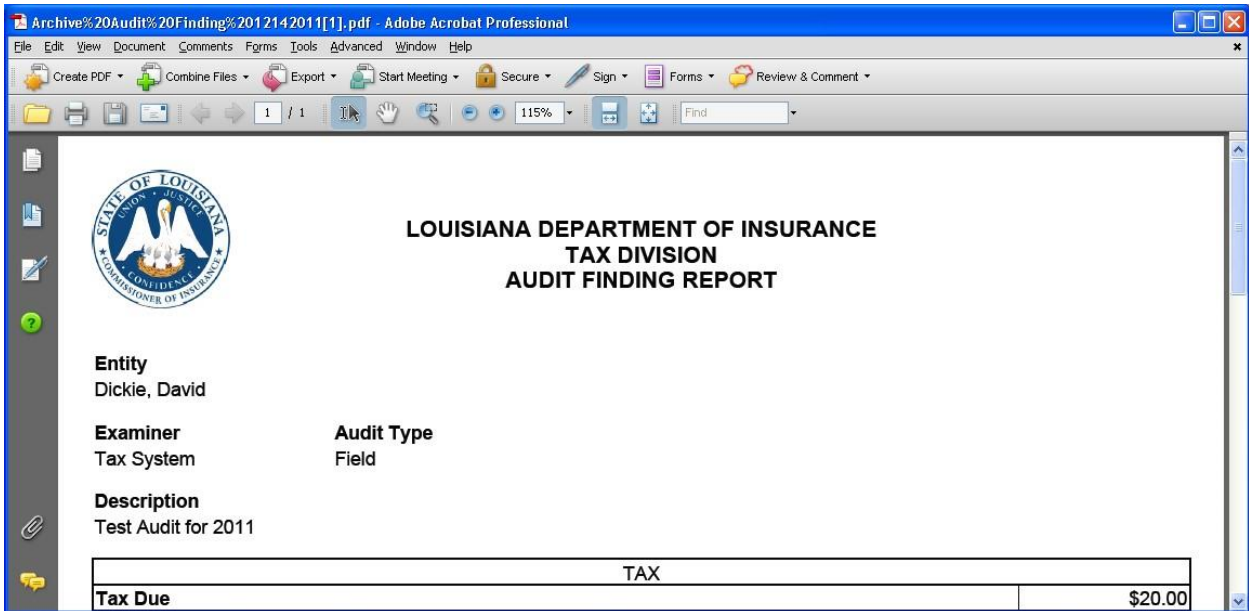 Archive%20Audit%20Finding%2012142011[1].pdf - Adobe Acrobat Professional
File Edit View Document Comments Forms Tools Advanced Window Help
Create PDF Combine Files Export Start Meeting Secure Sign Forms Review & Comment
1 / 1 115% Find
STATE OF LOUISIANA
UNION · JUSTICE
CONFIDENCE
COMMISSIONER OF INSURANCE
LOUISIANA DEPARTMENT OF INSURANCE
TAX DIVISION
AUDIT FINDING REPORT
Entity
Dickie, David
Examiner Audit Type
Tax System Field
Description
Test Audit for 2011
TAX
Tax Due $20.00